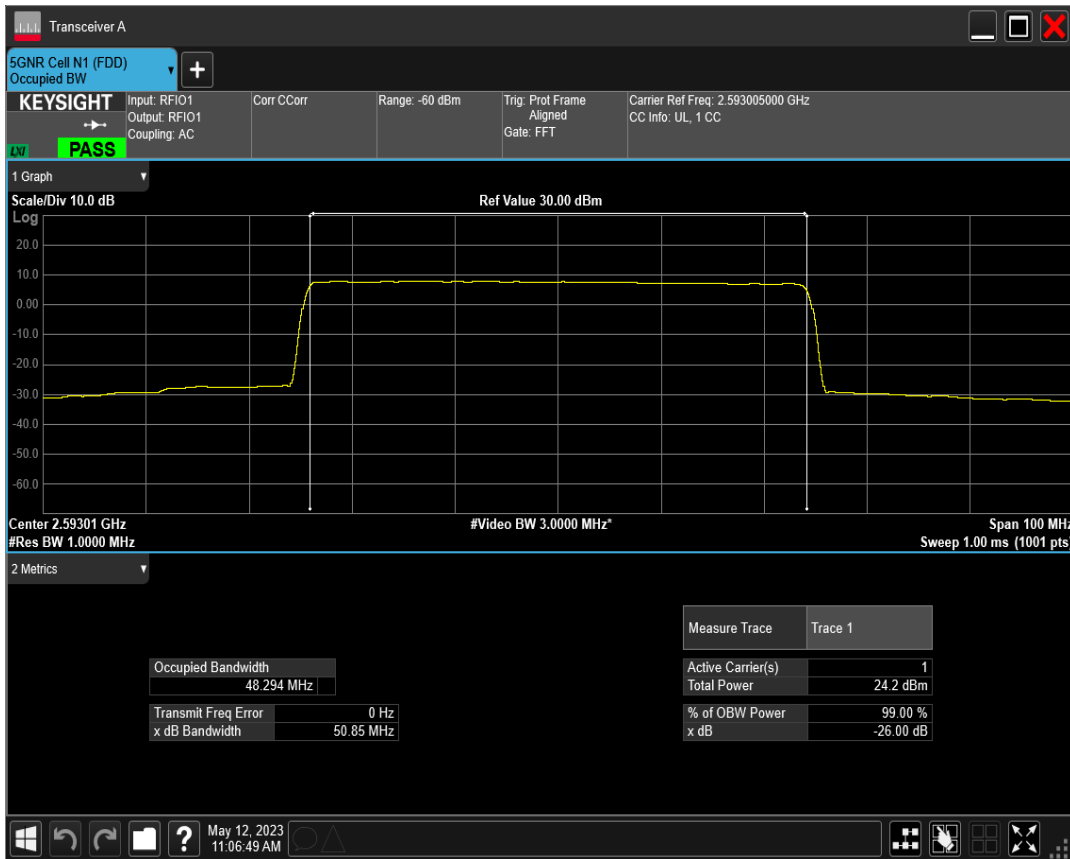 Transceiver A
5GNR Cell N1 (FDD)
Occupied BW
+
KEYSIGHT
LXI
PASS
Input: RFIO1
Output: RFIO1
Coupling: AC
Corr CCorr
Range: -60 dBm
Trig: Prot Frame
Aligned
Gate: FFT
Carrier Ref Freq: 2.593005000 GHz
CC Info: UL, 1 CC
1 Graph
Scale/Div 10.0 dB
Ref Value 30.00 dBm
Log
20.0
10.0
0.00
-10.0
-20.0
-30.0
-40.0
-50.0
-60.0
Center 2.59301 GHz
#Video BW 3.0000 MHz*
Span 100 MHz
#Res BW 1.0000 MHz
Sweep 1.00 ms (1001 pts)
2 Metrics
Measure Trace Trace 1
Occupied Bandwidth
48.294 MHz
Active Carrier(s) 1
Total Power 24.2 dBm
Transmit Freq Error 0 Hz
x dB Bandwidth 50.85 MHz
% of OBW Power 99.00 %
x dB -26.00 dB
?
May 12, 2023
11:06:49 AM